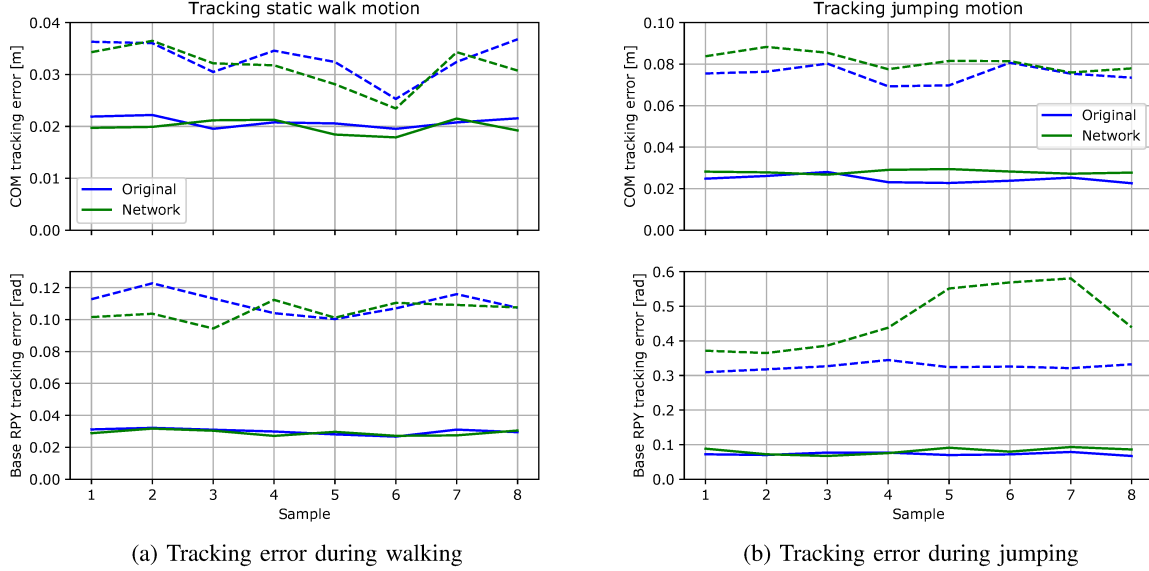 Tracking static walk motion
0.04
0.03
0.02
0.01
0.00
COM tracking error [m]
Original
Network
0.12
0.10
0.08
0.06
0.04
0.02
0.00
Base RPY tracking error [rad]
1 2 3 4 5 6 7 8
Sample
(a) Tracking error during walking
Tracking jumping motion
0.10
0.08
0.06
0.04
0.02
0.00
COM tracking error [m]
Original
Network
0.6
0.5
0.4
0.3
0.2
0.1
0.0
Base RPY tracking error [rad]
1 2 3 4 5 6 7 8
Sample
(b) Tracking error during jumping